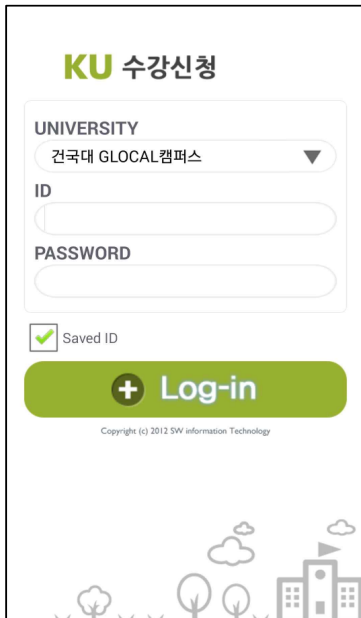 KU 수강신청
UNIVERSITY
건국대 GLOCAL캠퍼스
ID
PASSWORD
Saved ID
Log-in
Copyright (c) 2012 SW information Technology